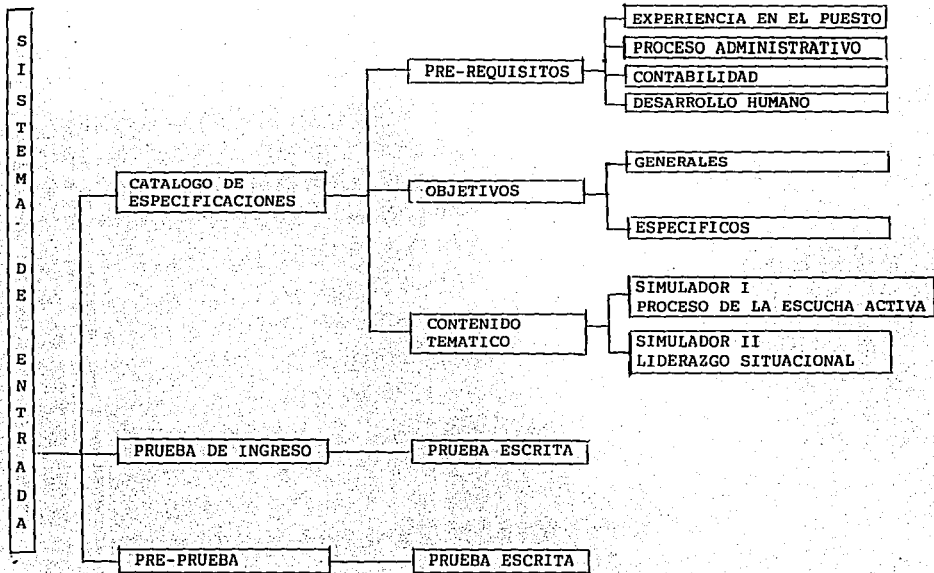 SISTEMA DE ENTRADA
CATALOGO DE
ESPECIFICACIONES
PRE-REQUISITOS
EXPERIENCIA EN EL PUESTO
PROCESO ADMINISTRATIVO
CONTABILIDAD
DESARROLLO HUMANO
OBJETIVOS
GENERALES
ESPECIFICOS
CONTENIDO
TEMATICO
SIMULADOR I
PROCESO DE LA ESCUCHA ACTIVA
SIMULADOR II
LIDERAZGO SITUACIONAL
PRUEBA DE INGRESO
PRUEBA ESCRITA
PRE-PRUEBA
PRUEBA ESCRITA